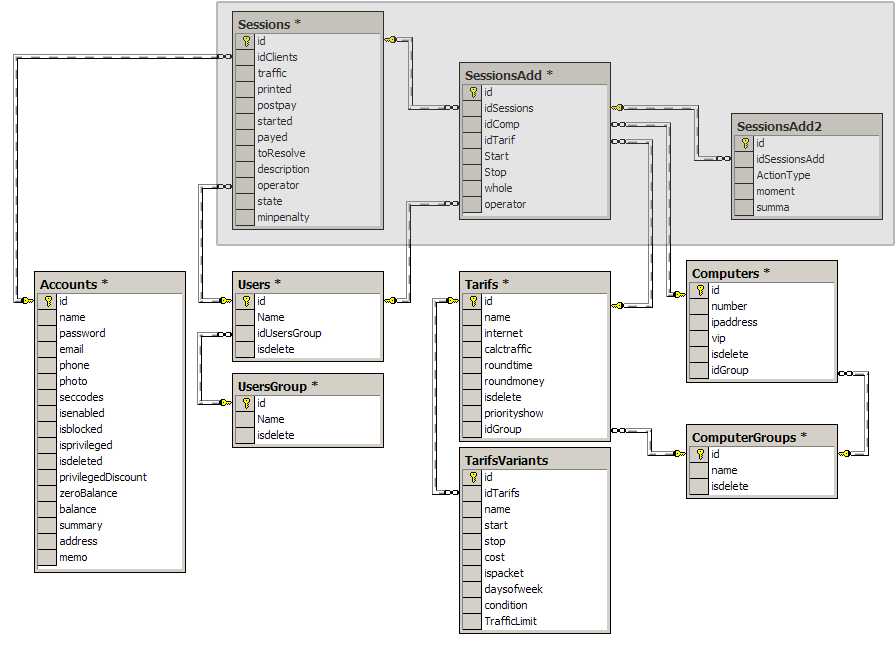 Sessions *
id
idClients
traffic
printed
postpay
started
payed
toResolve
description
operator
state
minpenalty
SessionsAdd *
id
idSessions
idComp
idTarif
Start
Stop
whole
operator
SessionsAdd2
id
idSessionsAdd
ActionType
moment
summa
Accounts *
id
name
password
email
phone
photo
seccodes
isenabled
isblocked
isprivileged
isdeleted
privilegedDiscount
zeroBalance
balance
summary
address
memo
Users *
id
Name
idUsersGroup
isdelete
UsersGroup *
id
Name
isdelete
Tarifs *
id
name
internet
calctraffic
roundtime
roundmoney
isdelete
priorityshow
idGroup
TarifsVariants
id
idTarifs
name
start
stop
cost
ispacket
daysofweek
condition
TrafficLimit
Computers *
id
number
ipaddress
vip
isdelete
idGroup
ComputerGroups *
id
name
isdelete